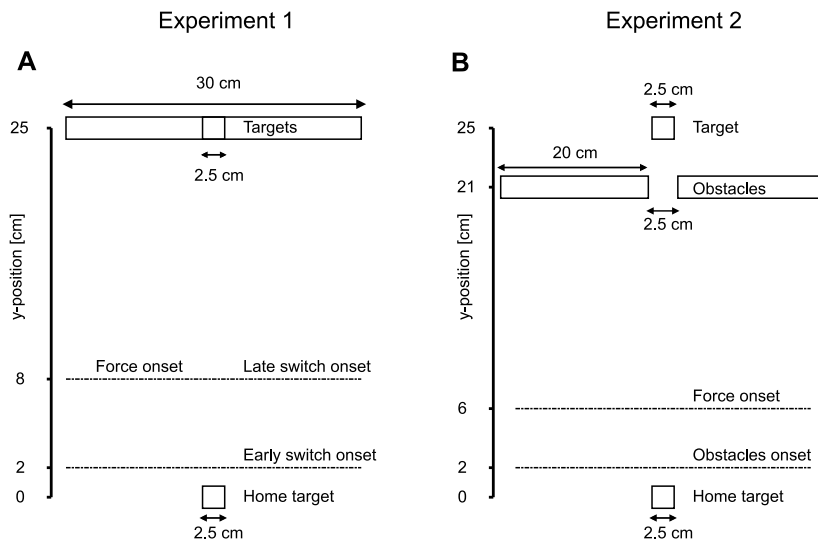 Experiment 1
A
30 cm
25
Targets
2.5 cm
y-position [cm]
8
Force onset
Late switch onset
2
Early switch onset
0
Home target
2.5 cm
Experiment 2
B
2.5 cm
25
Target
20 cm
21
Obstacles
2.5 cm
y-position [cm]
6
Force onset
2
Obstacles onset
0
Home target
2.5 cm